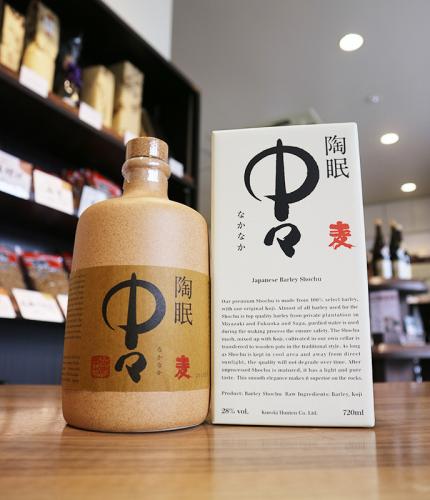 陶眠
中々
なかなか
麦
陶眠
中々
なかなか
麦
Japanese Barley Shochu
Our premium Shochu is made from 100% select barley,
with our original Koji. Almost of all barley used for the
Shochu is top quality barley from private plantation in
Miyazaki and Fukuoka and Saga, purified water is used
during the making process for the ensure safety. The Shochu
mash, mixed up with Koji, cultivated in our own cellar is
transferred to wooden pots in the traditional style. As long
as Shochu is kept in cool area and away from direct
sunlight, the quality will not degrade over time. After
unprocessed Shochu is matured, it has a light and pure
taste. This smooth elegance makes it superior on the rocks.
Product: Barley Shochu Raw Ingredients: Barley, Koji
28% vol.
Kuroki Honten Co. Ltd.
720ml